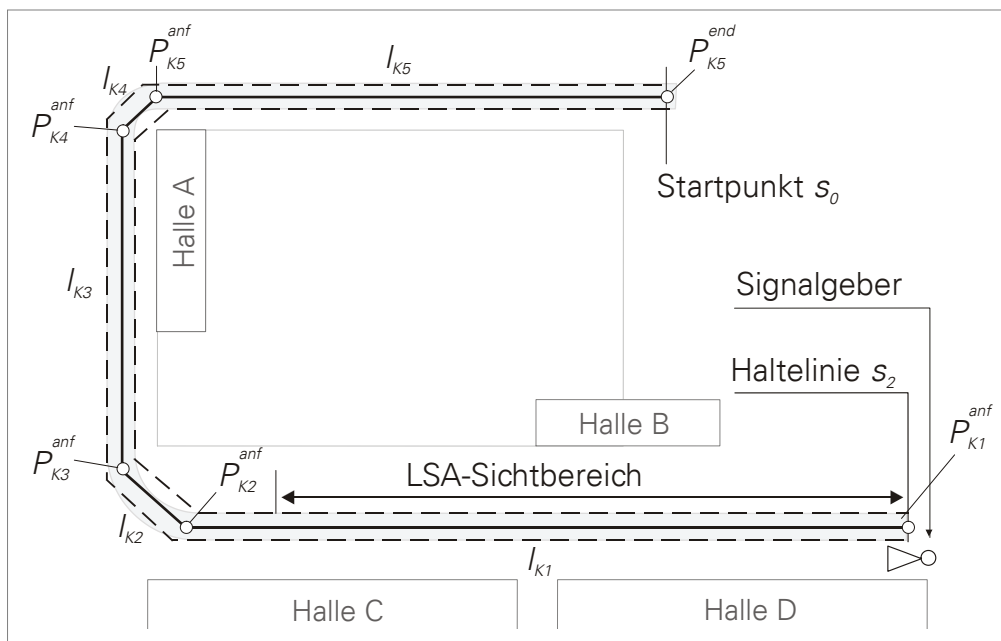 P_K5^anf
l_K5
P_K5^end
l_K4
P_K4^anf
Startpunkt s_0
Halle A
l_K3
Signalgeber
Haltelinie s_2
Halle B
P_K1^anf
P_K3^anf
P_K2^anf
LSA-Sichtbereich
l_K2
l_K1
Halle C
Halle D